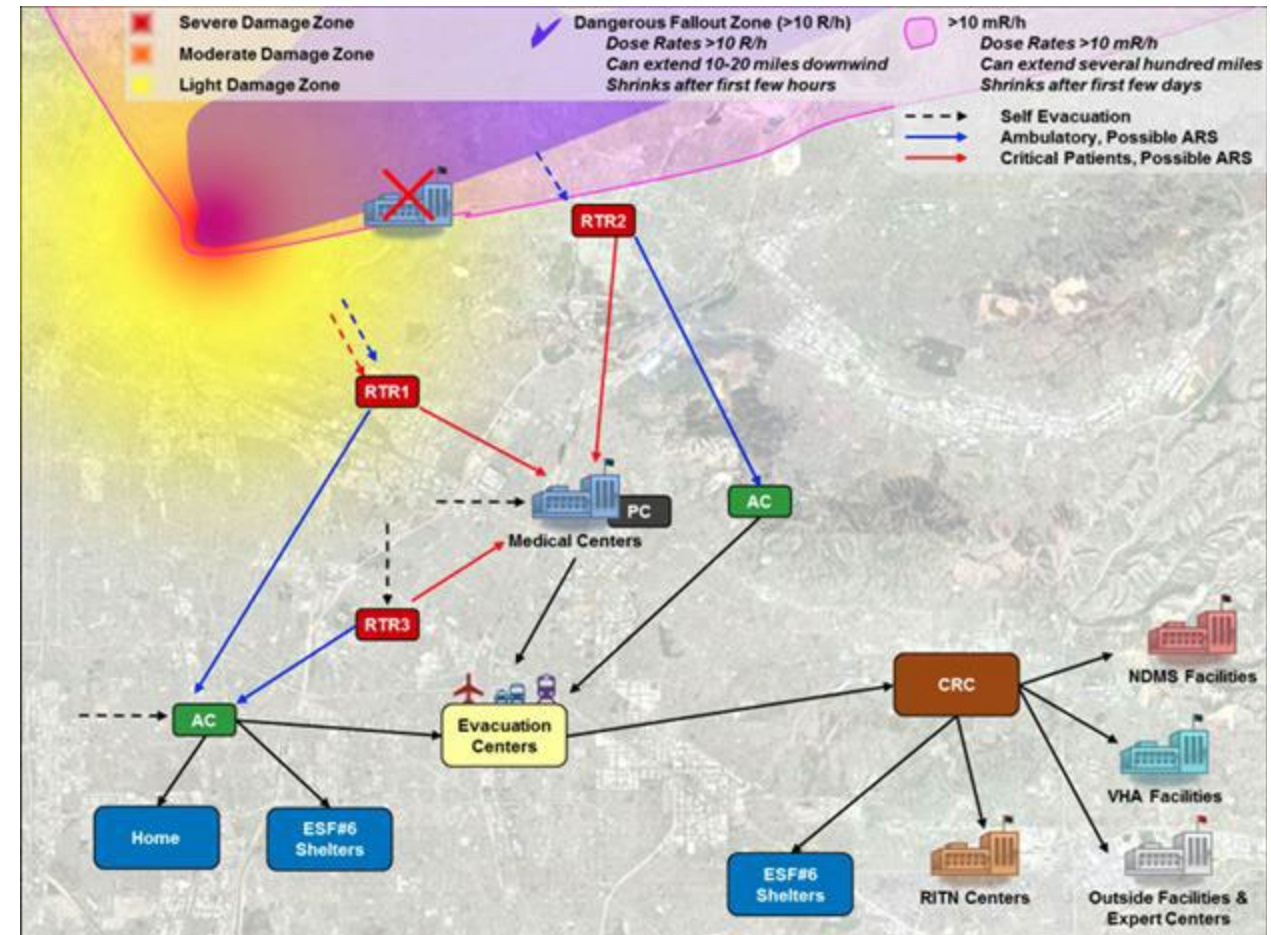 Severe Damage Zone
Moderate Damage Zone
Light Damage Zone
Dangerous Fallout Zone (>10 R/h)
Dose Rates >10 R/h
Can extend 10-20 miles downwind
Shrinks after first few hours
>10 mR/h
Dose Rates >10 mR/h
Can extend several hundred miles
Shrinks after first few days
Self Evacuation
Ambulatory, Possible ARS
Critical Patients, Possible ARS
RTR2
RTR1
PC
AC
Medical Centers
RTR3
NDMS Facilities
CRC
AC
Evacuation
Centers
VHA Facilities
Home
ESF#6
Shelters
ESF#6
Shelters
RITN Centers
Outside Facilities &
Expert Centers